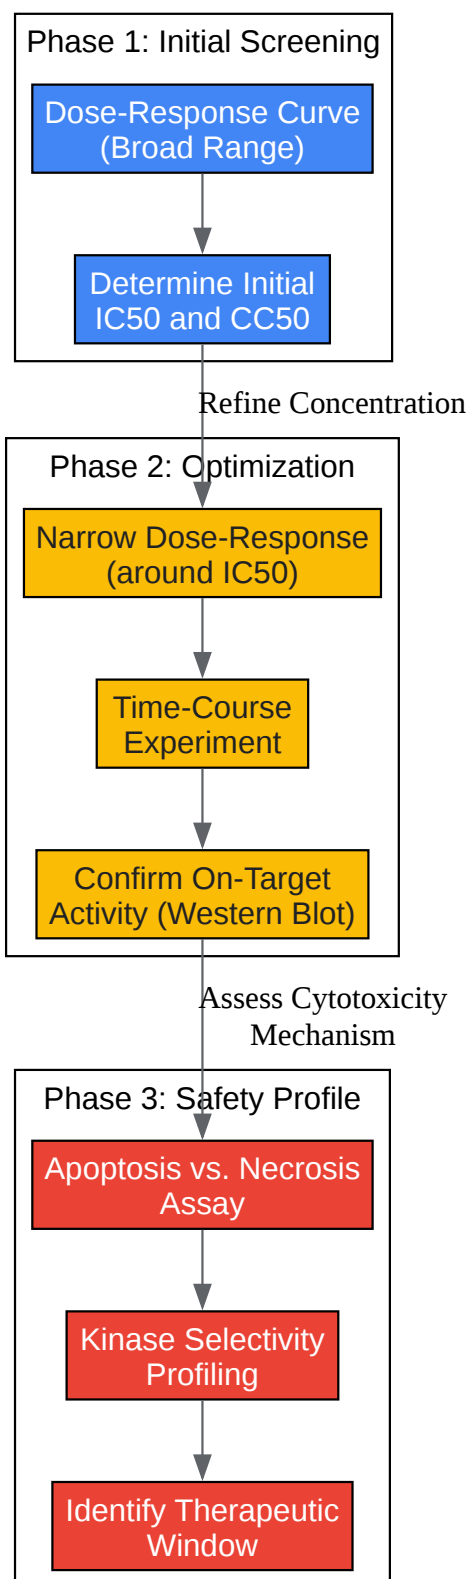 Phase 1: Initial Screening
Dose-Response Curve
(Broad Range)
Determine Initial
IC50 and CC50
Refine Concentration
Phase 2: Optimization
Narrow Dose-Response
(around IC50)
Time-Course
Experiment
Confirm On-Target
Activity (Western Blot)
Assess Cytotoxicity
Mechanism
Phase 3: Safety Profile
Apoptosis vs. Necrosis
Assay
Kinase Selectivity
Profiling
Identify Therapeutic
Window